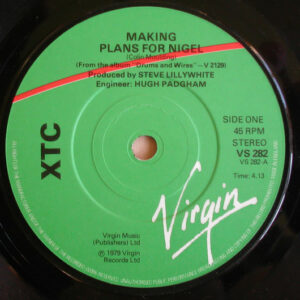 MAKING
PLANS FOR NIGEL
(Colin Moulding)
(From the album "Drums and Wires" – V 2129)
Produced by STEVE LILLYWHITE
Engineer: HUGH PADGHAM
XTC
SIDE ONE
45 RPM
STEREO
VS 282
VS 282-A
Time: 4.13
Virgin Music
(Publishers) Ltd
℗ 1979 Virgin
Records Ltd
Virgin